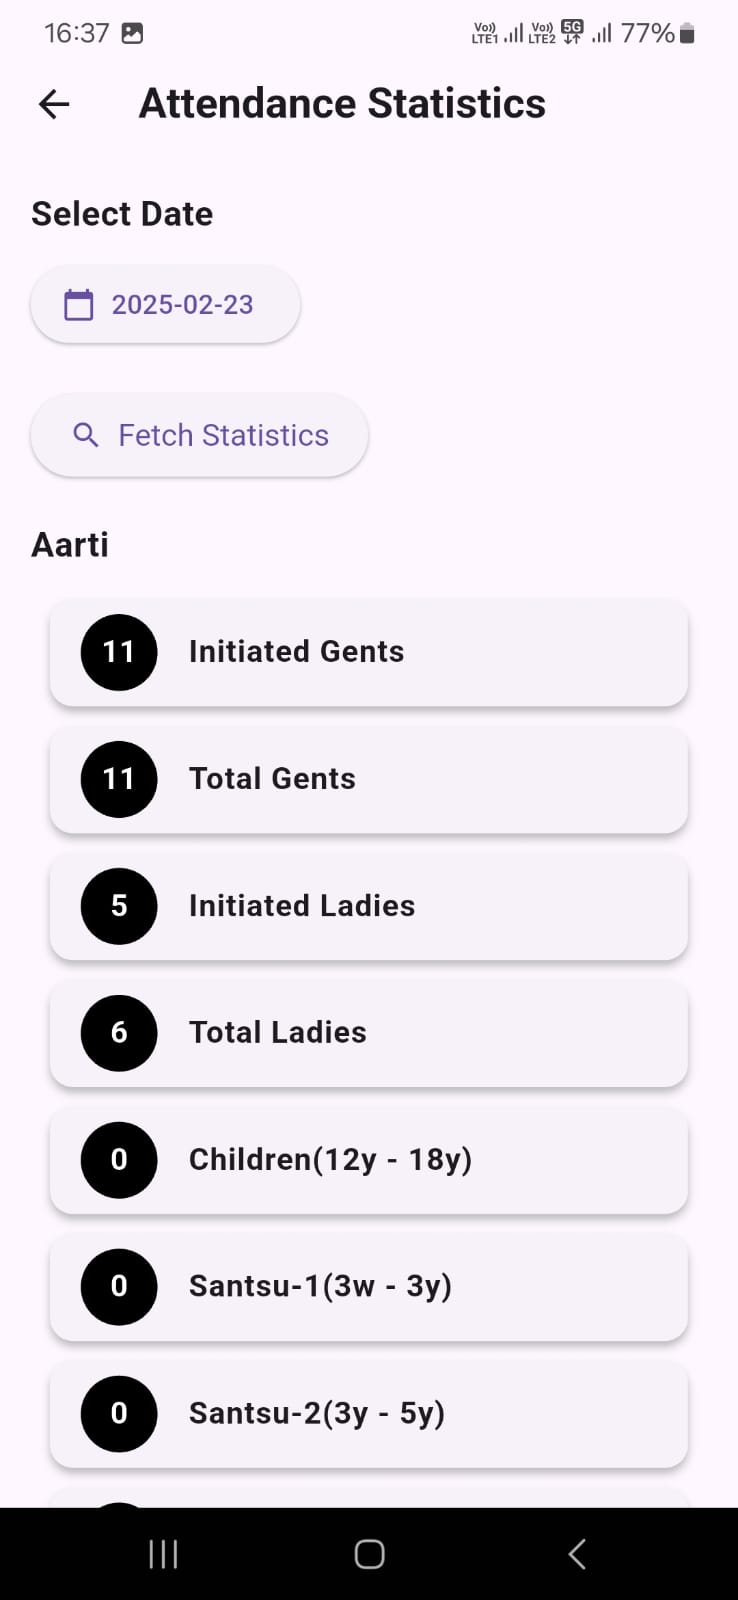 16:37 Vo)) LTE1 Vo)) LTE2 5G 77%
Attendance Statistics
Select Date
2025-02-23
Fetch Statistics
Aarti
11 Initiated Gents
11 Total Gents
5 Initiated Ladies
6 Total Ladies
0 Children(12y - 18y)
0 Santsu-1(3w - 3y)
0 Santsu-2(3y - 5y)